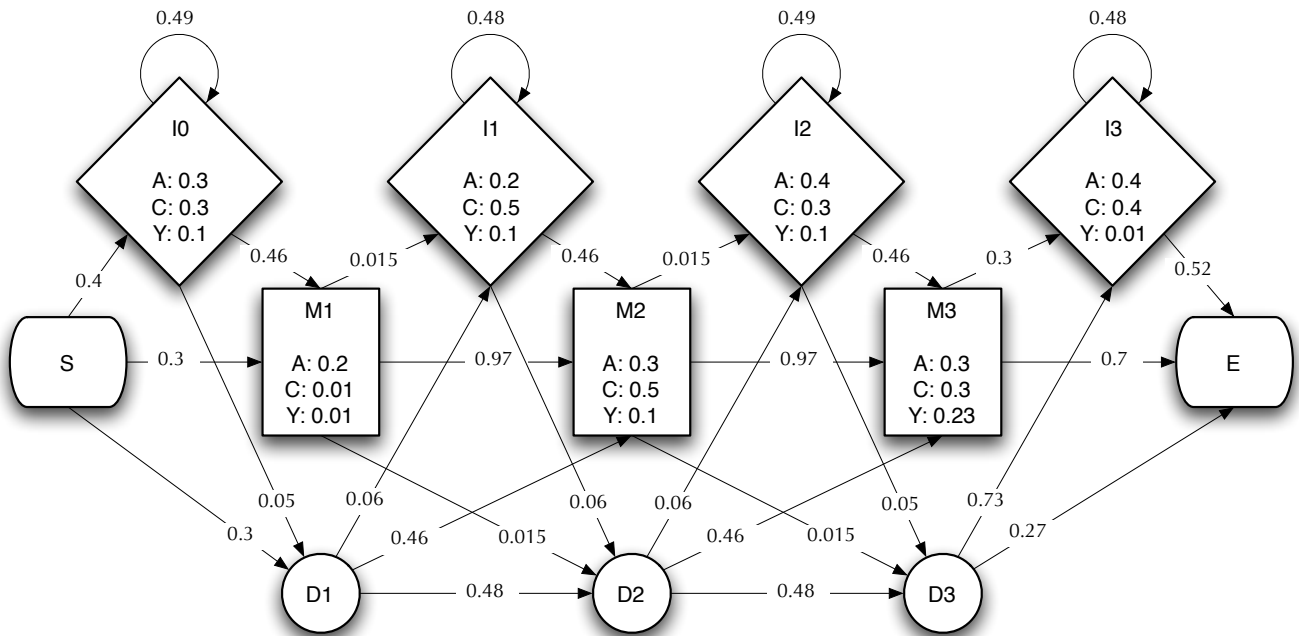 0.49
0.48
0.49
0.48
I0
A: 0.3
C: 0.3
Y: 0.1
I1
A: 0.2
C: 0.5
Y: 0.1
I2
A: 0.4
C: 0.3
Y: 0.1
I3
A: 0.4
C: 0.4
Y: 0.01
0.4
0.46
0.015
0.46
0.015
0.46
0.3
0.52
S
0.3
M1
A: 0.2
C: 0.01
Y: 0.01
0.97
M2
A: 0.3
C: 0.5
Y: 0.1
0.97
M3
A: 0.3
C: 0.3
Y: 0.23
0.7
E
0.3
0.05
0.06
0.46
0.015
0.06
0.06
0.46
0.015
0.05
0.73
0.27
D1
0.48
D2
0.48
D3